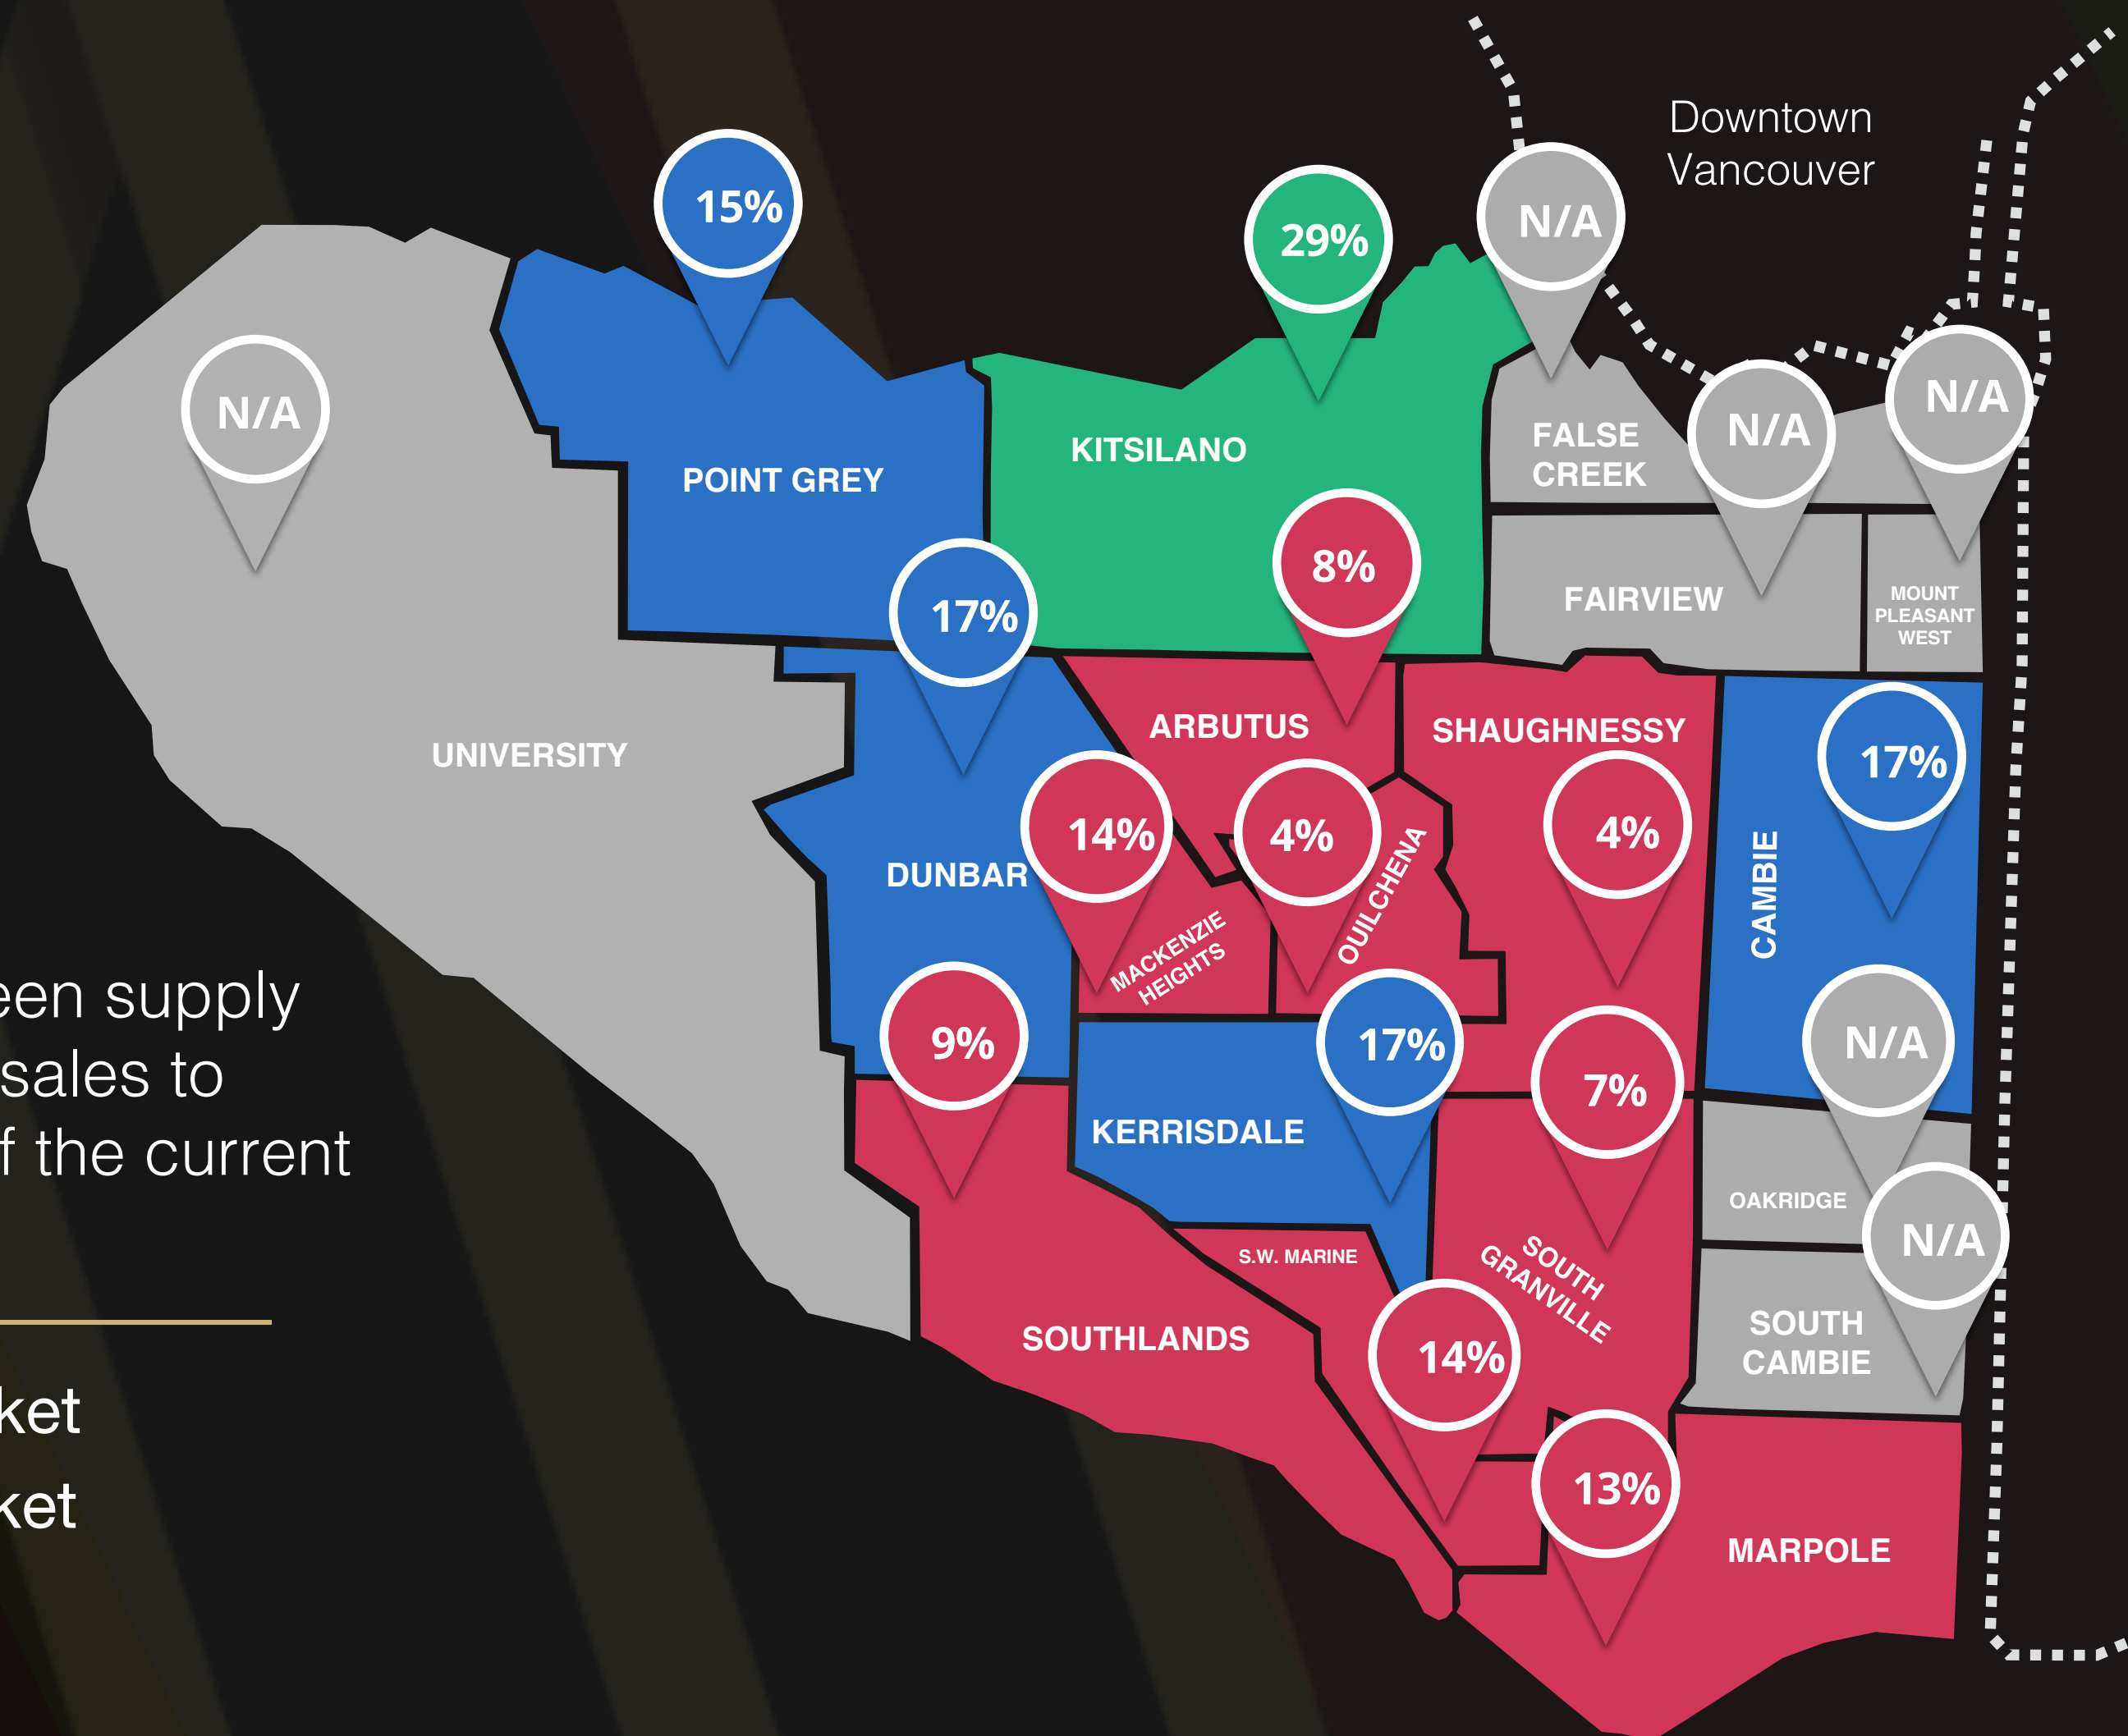 Downtown
Vancouver
15%
29%
N/A
N/A
N/A
N/A
KITSILANO
FALSE
CREEK
POINT GREY
8%
17%
FAIRVIEW
MOUNT
PLEASANT
WEST
UNIVERSITY
ARBUTUS
SHAUGHNESSY
17%
14%
4%
4%
DUNBAR
QUILCHENA
CAMBIE
MACKENZIE
HEIGHTS
een supply
sales to
f the current
9%
17%
7%
N/A
KERRISDALE
OAKRIDGE
N/A
S.W. MARINE
SOUTH
GRANVILLE
SOUTHLANDS
14%
SOUTH
CAMBIE
ket
ket
13%
MARPOLE